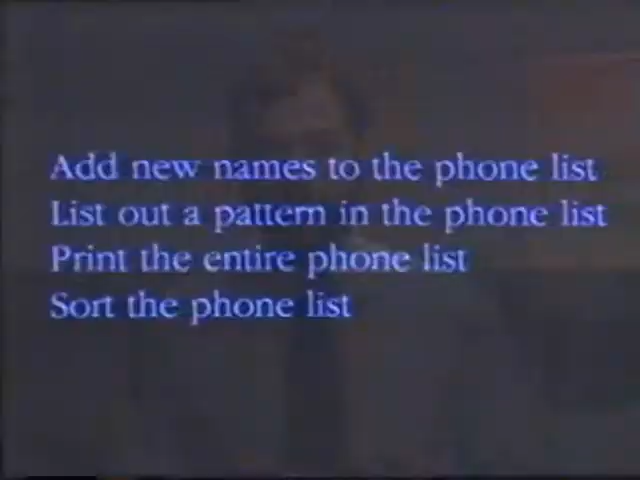 Add new names to the phone list
List out a pattern in the phone list
Print the entire phone list
Sort the phone list